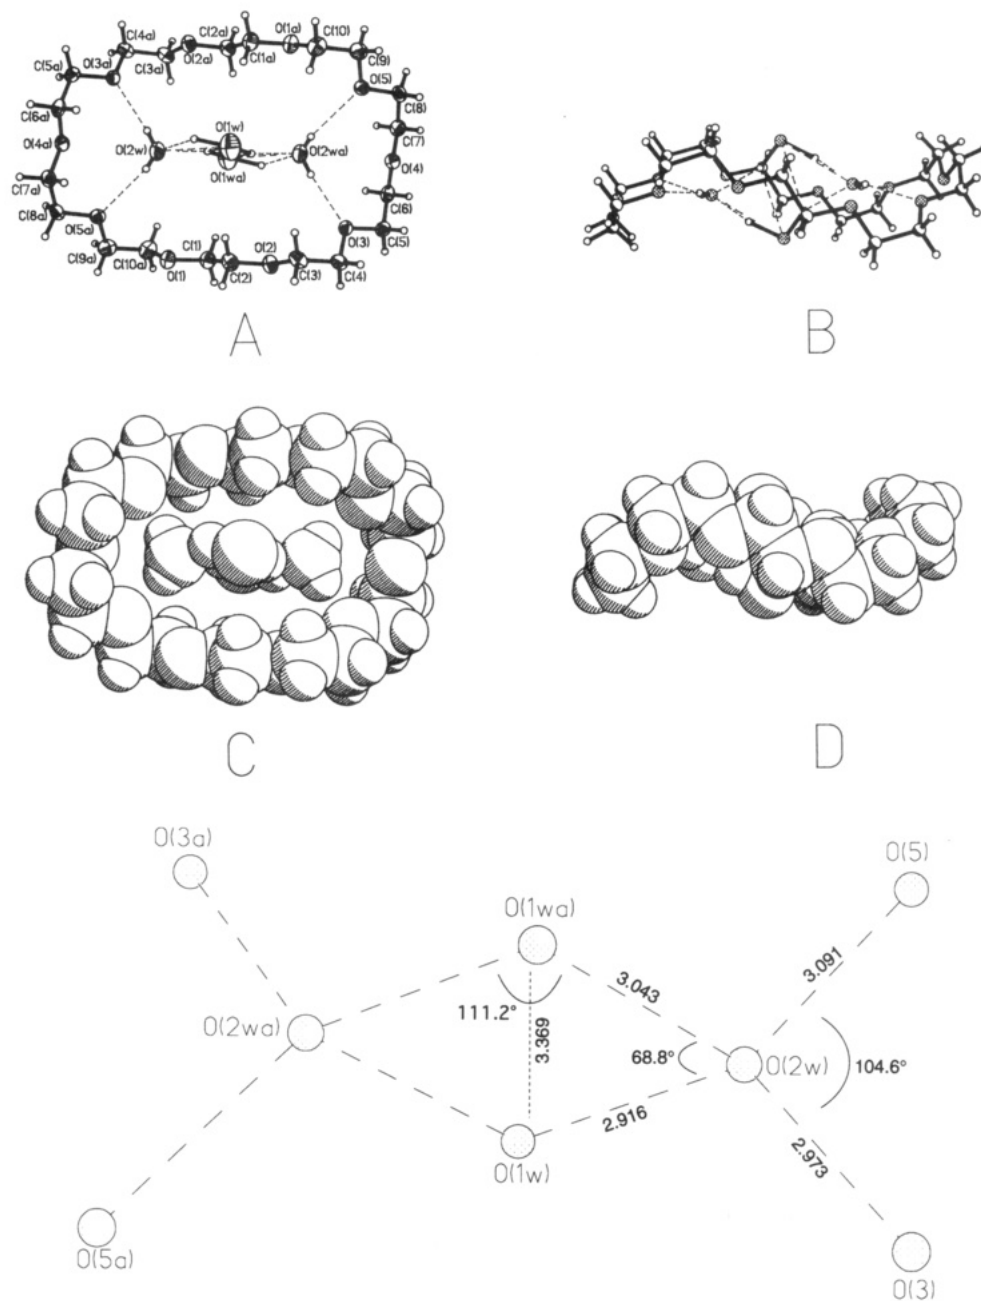 C(4a) C(2a) O(1a) C(10)
O(2a) C(1a) C(9)
O(3a) C(3a)
C(5a) O(5)
C(8)
C(6a) C(7)
O(1w)
O(4a) O(2w) O(2wa) O(4)
O(1wa)
C(7a) C(6)
C(8a) O(5a) O(3) C(5)
C(1) O(2)
C(9a) C(10a) O(1) C(2) C(3) C(4)
A B
C D
O(3a) O(5)
O(1wa)
3.091
3.043
111.2°
O(2wa) 3.369 68.8° O(2w) 104.6°
2.916
O(1w) 2.973
O(5a) O(3)